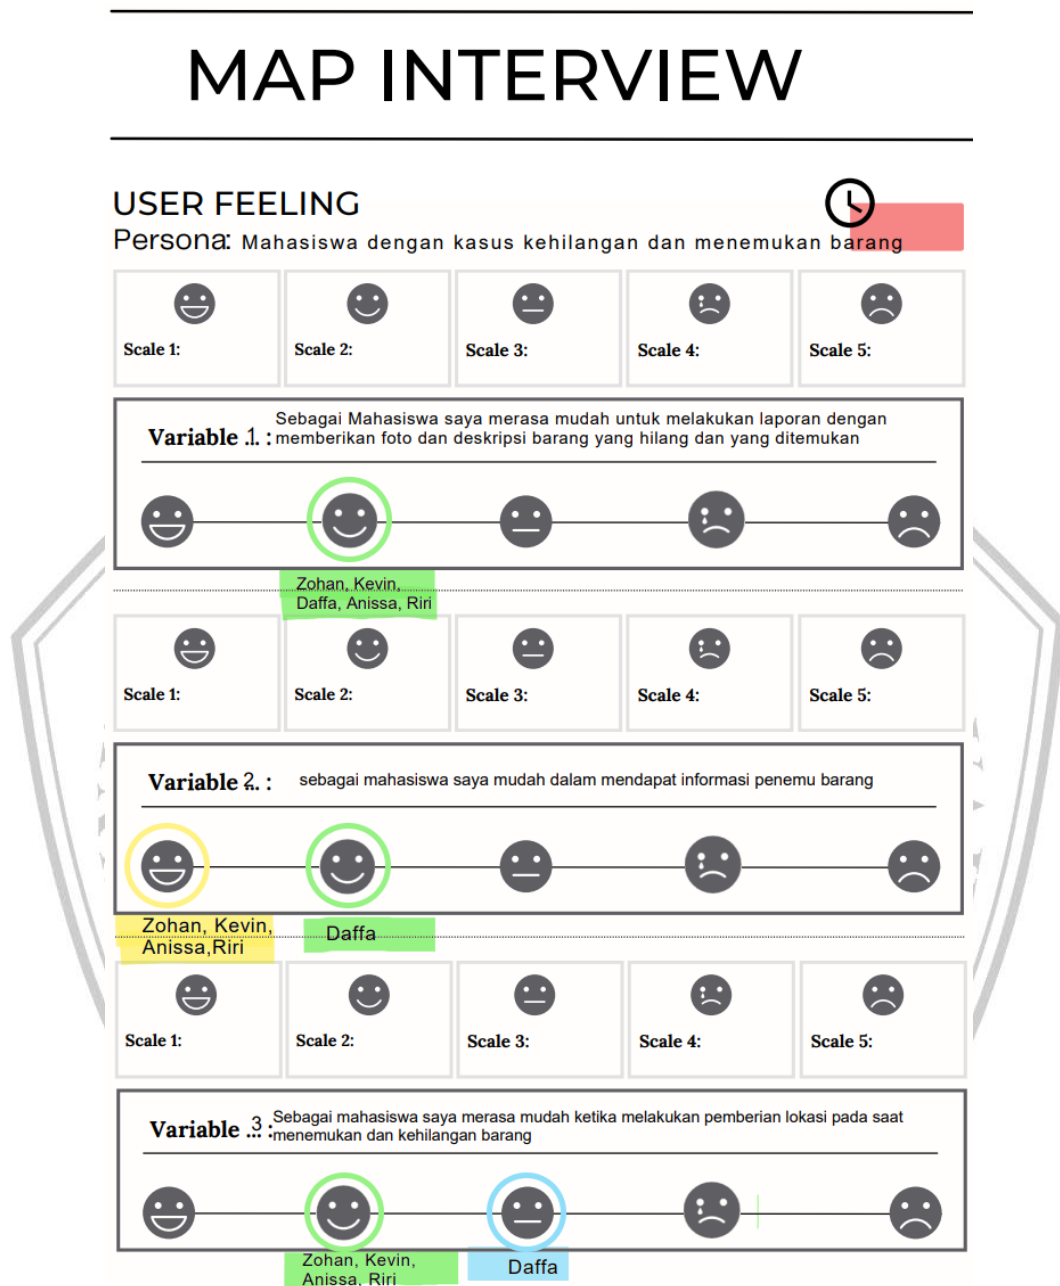 MAP INTERVIEW
USER FEELING
Persona: Mahasiswa dengan kasus kehilangan dan menemukan barang
Scale 1: Scale 2: Scale 3: Scale 4: Scale 5:
Sebagai Mahasiswa saya merasa mudah untuk melakukan laporan dengan
Variable .1. : memberikan foto dan deskripsi barang yang hilang dan yang ditemukan
Zohan, Kevin,
Daffa, Anissa, Riri
Scale 1: Scale 2: Scale 3: Scale 4: Scale 5:
Variable 2.. : sebagai mahasiswa saya mudah dalam mendapat informasi penemu barang
Zohan, Kevin, Daffa
Anissa,Riri
Scale 1: Scale 2: Scale 3: Scale 4: Scale 5:
Variable ..3 : Sebagai mahasiswa saya merasa mudah ketika melakukan pemberian lokasi pada saat
menemukan dan kehilangan barang
Zohan, Kevin, Daffa
Anissa, Riri